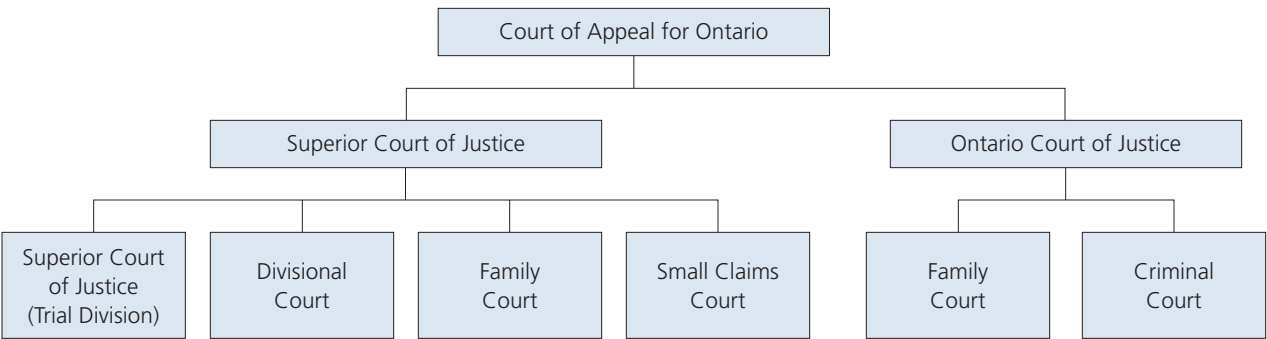 Court of Appeal for Ontario
Superior Court of Justice
Ontario Court of Justice
Superior Court
of Justice
(Trial Division)
Divisional
Court
Family
Court
Small Claims
Court
Family
Court
Criminal
Court